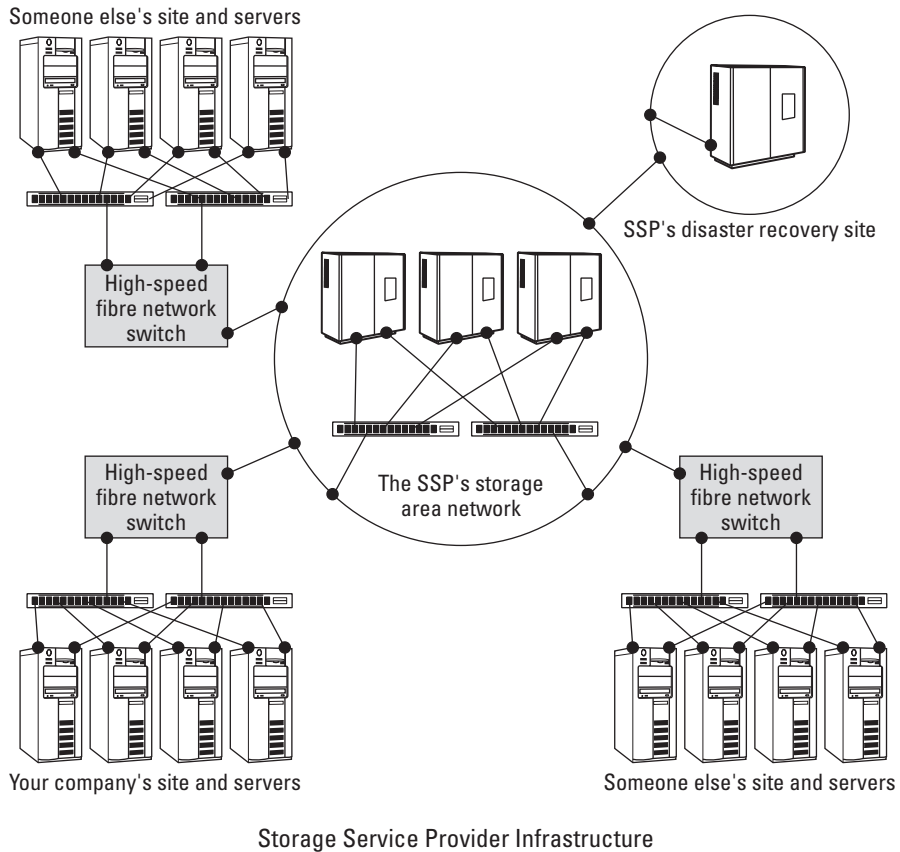 Someone else's site and servers
High-speed
fibre network
switch
SSP's disaster recovery site
The SSP's storage
area network
High-speed
fibre network
switch
High-speed
fibre network
switch
Your company's site and servers
Someone else's site and servers
Storage Service Provider Infrastructure